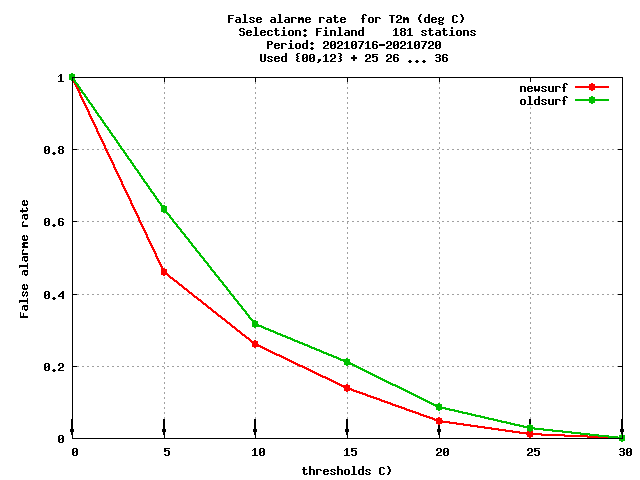 False alarme rate  for T2m (deg C)
Selection: Finland    181 stations
Period: 20210716-20210720
Used {00,12} + 25 26 ... 36
newsurf
oldsurf
False alarme rate
1
0.8
0.6
0.4
0.2
0
0 5 10 15 20 25 30
thresholds C)